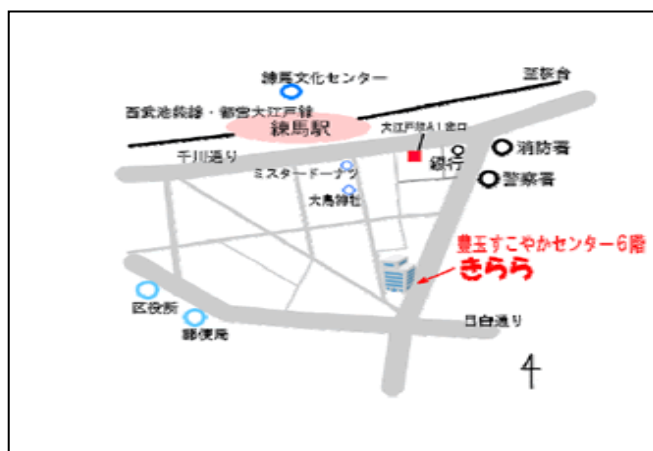 練馬文化センター
至桜台
西武池袋線・都営大江戸線
練馬駅
大江戸線A1出口
千川通り
消防署
銀行
ミスタードーナツ
警察署
大鳥神社
豊玉すこやかセンター6階
きらら
区役所
目白通り
郵便局